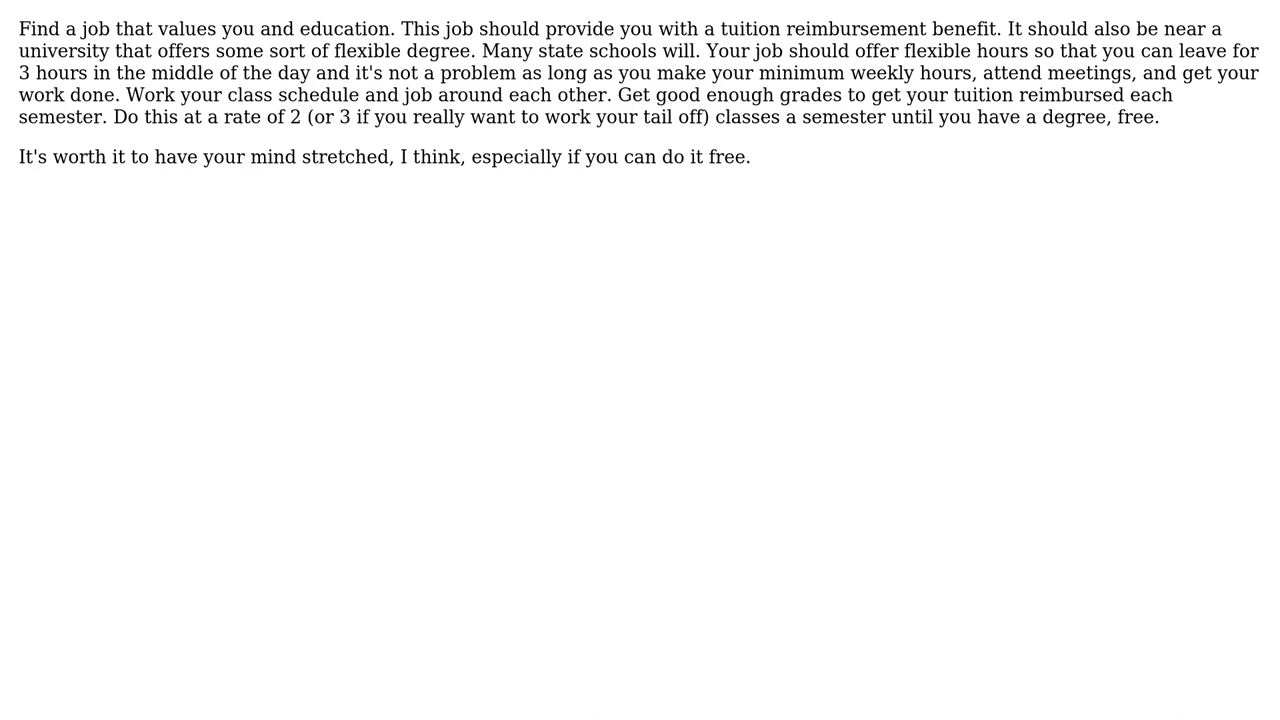 Find a job that values you and education. This job should provide you with a tuition reimbursement benefit. It should also be near a
university that offers some sort of flexible degree. Many state schools will. Your job should offer flexible hours so that you can leave for
3 hours in the middle of the day and it's not a problem as long as you make your minimum weekly hours, attend meetings, and get your
work done. Work your class schedule and job around each other. Get good enough grades to get your tuition reimbursed each
semester. Do this at a rate of 2 (or 3 if you really want to work your tail off) classes a semester until you have a degree, free.
It's worth it to have your mind stretched, I think, especially if you can do it free.